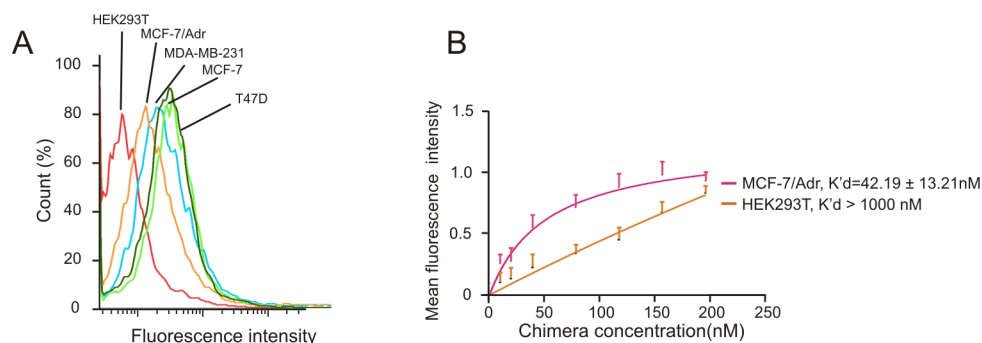 A
HEK293T
MCF-7/Adr
MDA-MB-231
MCF-7
T47D
100
80
60
40
20
0
Count (%)
Fluorescence intensity
B
1.5
1.0
0.5
0
Mean fluorescence intensity
0 50 100 150 200 250
Chimera concentration(nM)
MCF-7/Adr, K'd=42.19 ± 13.21nM
HEK293T, K'd > 1000 nM